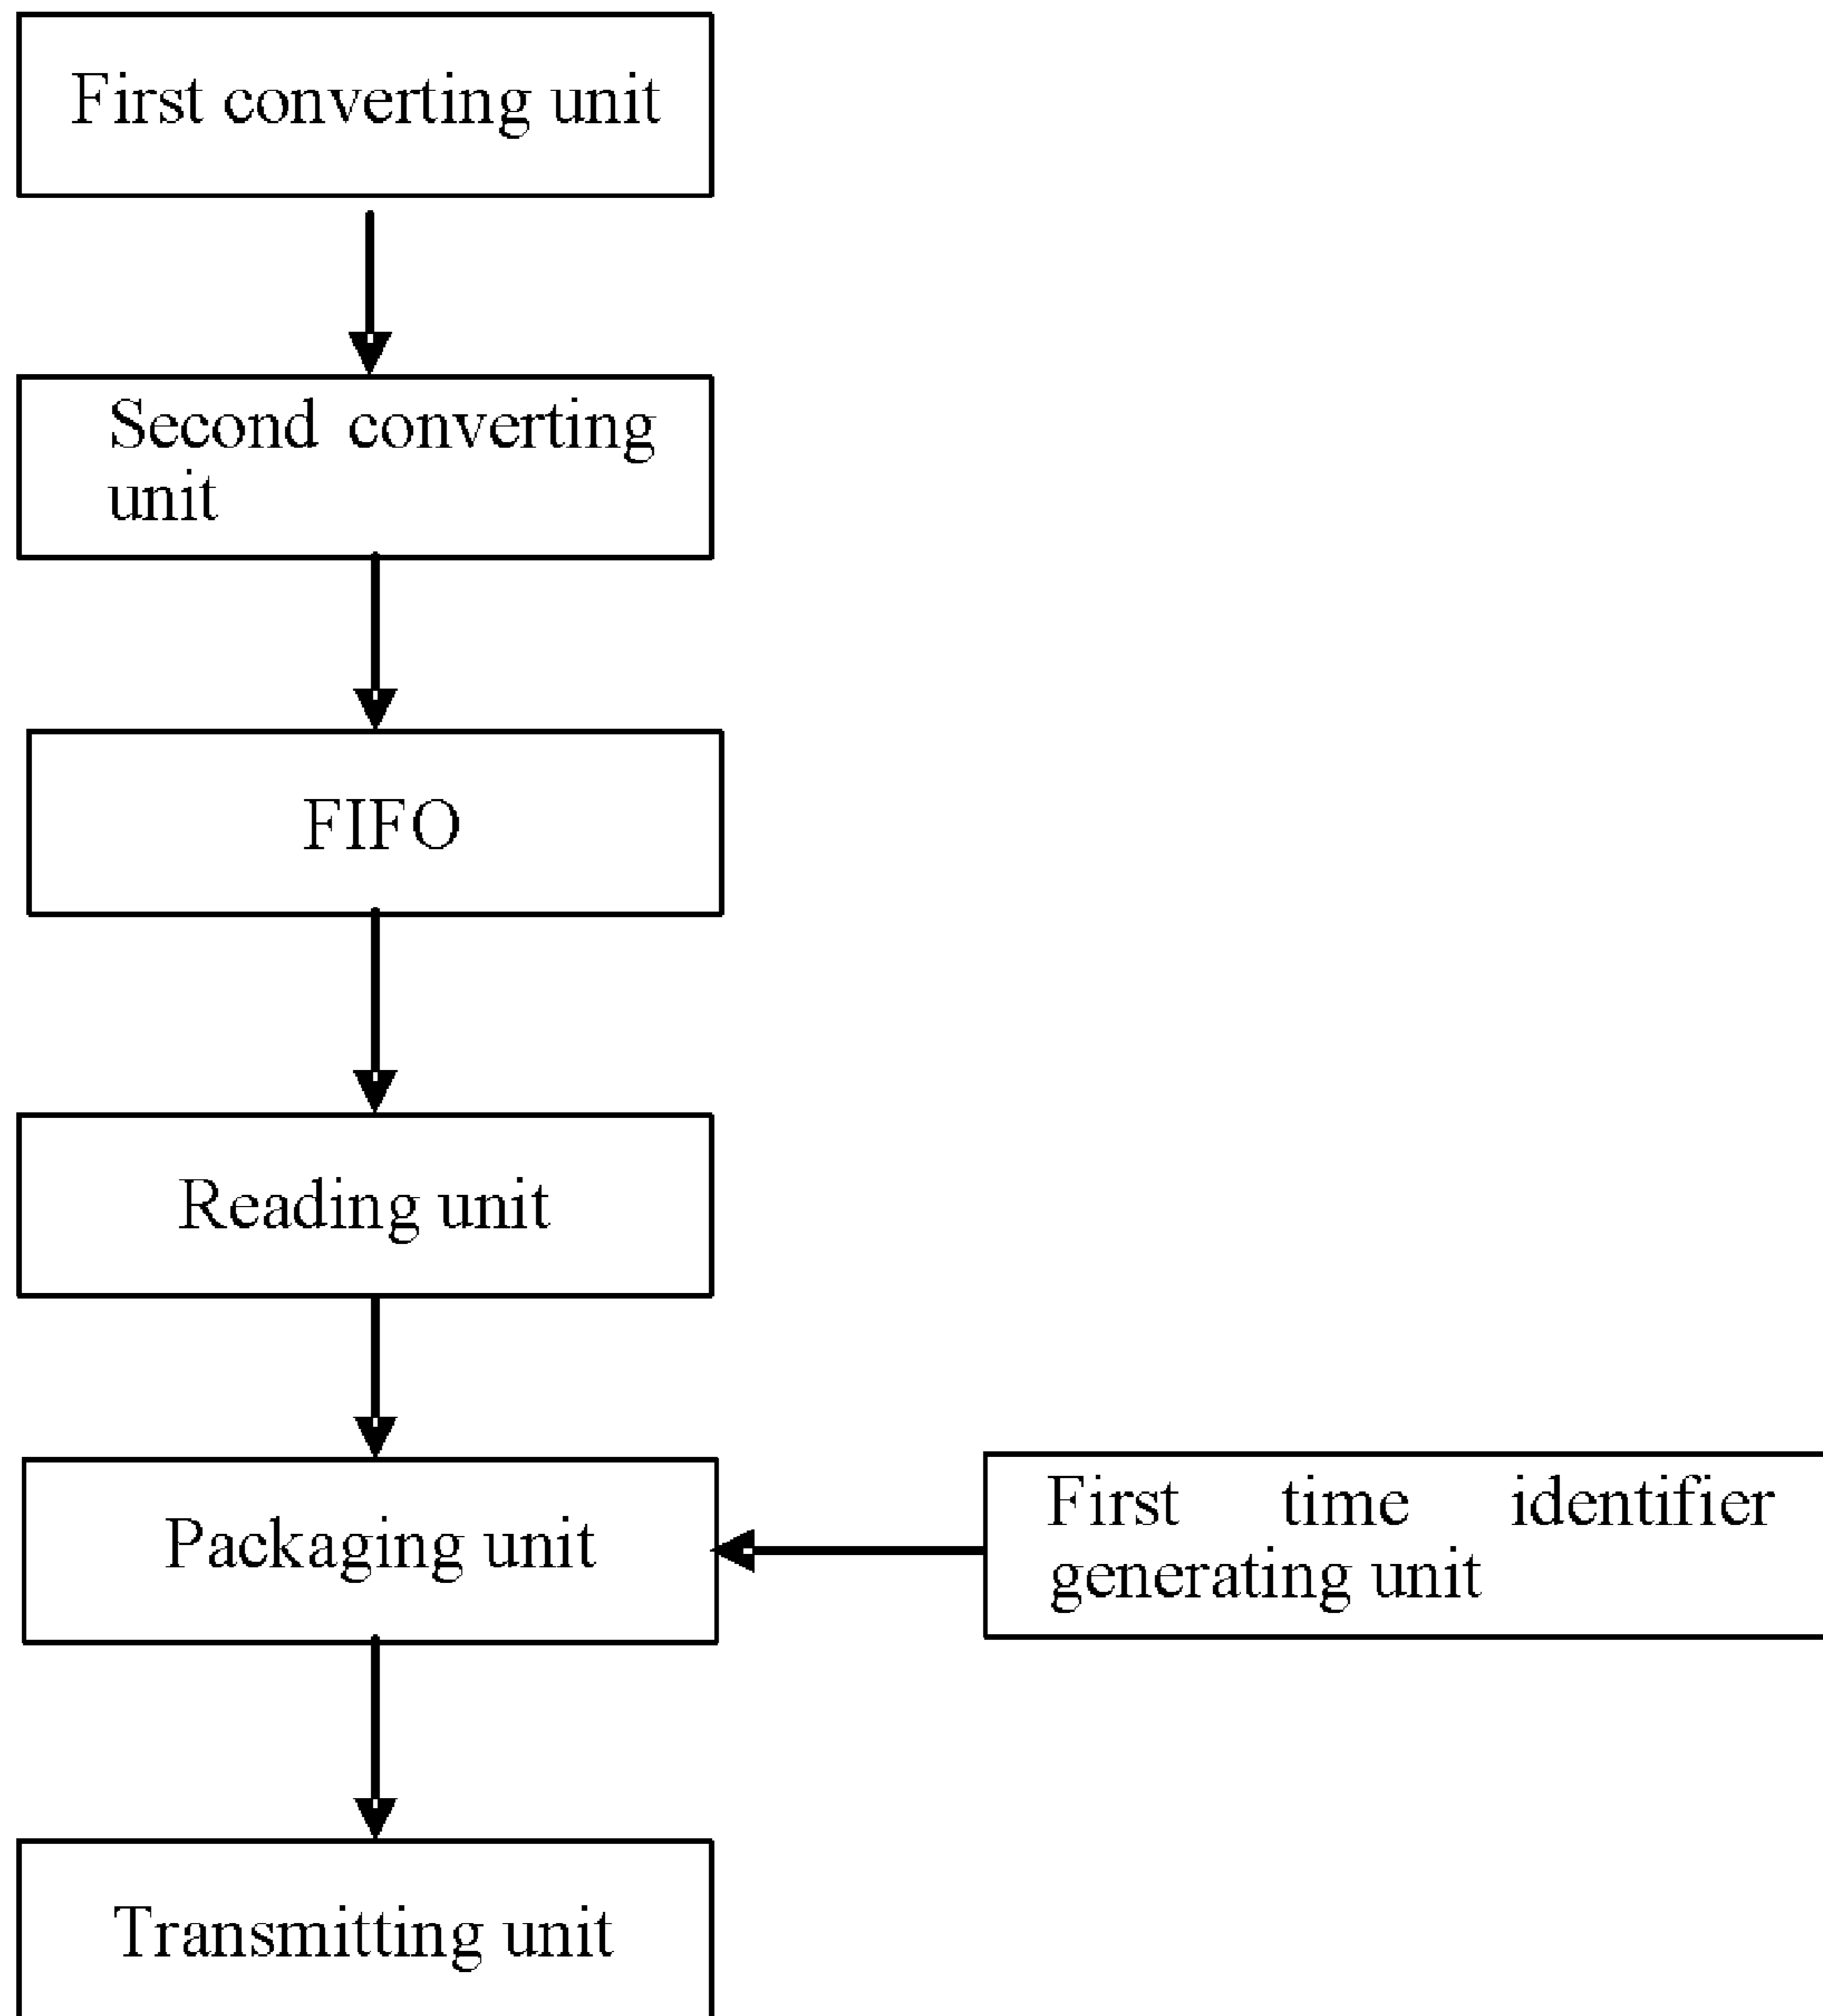 First converting unit
Second converting
unit
FIFO
Reading unit
Packaging unit
First time identifier
generating unit
Transmitting unit